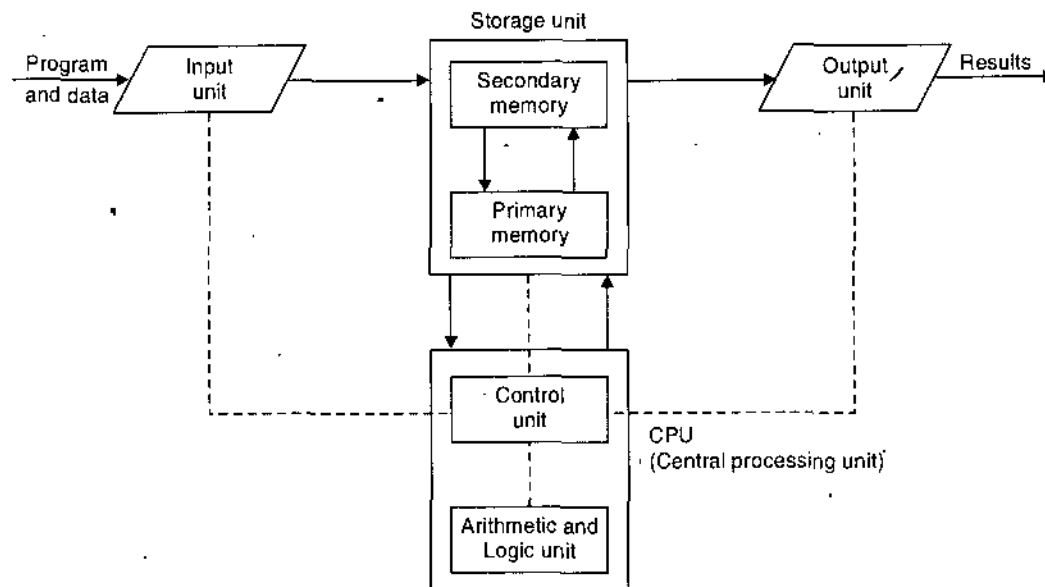 Storage unit
Program
and data
Input
unit
Secondary
memory
Output
unit
Results
Primary
memory
Control
unit
CPU
(Central processing unit)
Arithmetic and
Logic unit